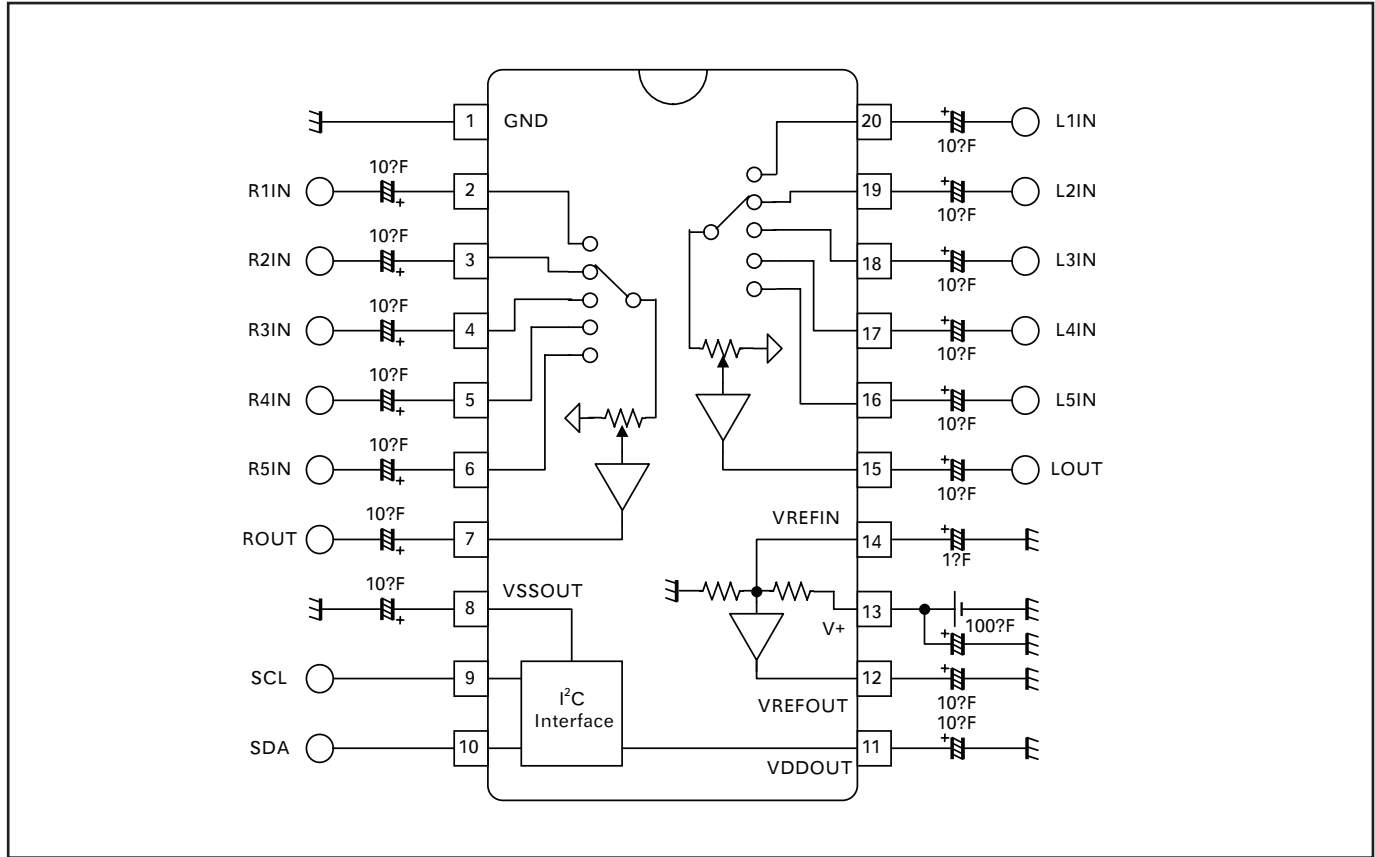 1 GND
20 L1IN
10?F
10?F
R1IN 2
19 L2IN
10?F
10?F
R2IN 3
18 L3IN
10?F
10?F
R3IN 4
17 L4IN
10?F
10?F
R4IN 5
16 L5IN
10?F
10?F
R5IN 6
15 LOUT
10?F
10?F
ROUT 7
VREFIN
14
1?F
10?F
8 VSSOUT
V+ 13
100?F
SCL 9
I²C
Interface
VREFOUT 12
10?F
10?F
SDA 10
VDDOUT 11